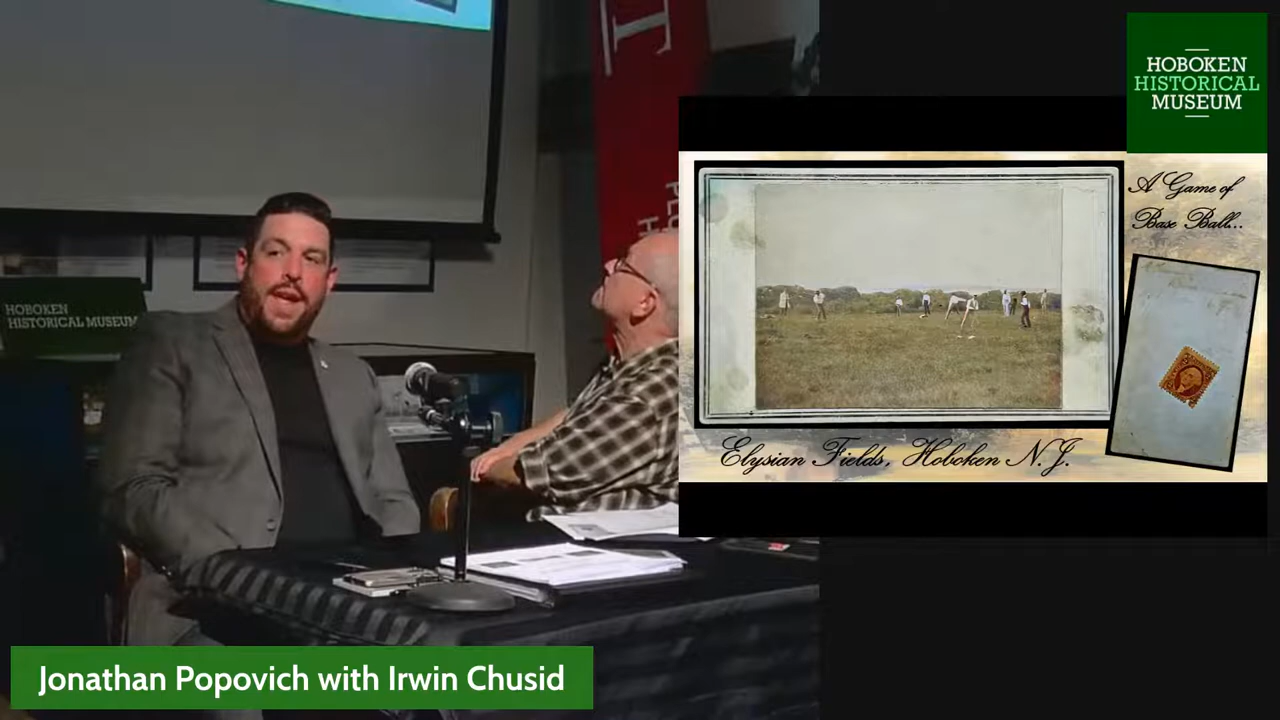 HOBOKEN
HISTORICAL
MUSEUM
A Game of
Base Ball...
Elysian Fields, Hoboken N.J.
HOBOKEN
HISTORICAL MUSEUM
Jonathan Popovich with Irwin Chusid